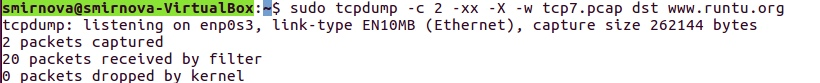 smirnova@smirnova-VirtualBox:~$ sudo tcpdump -c 2 -xx -X -w tcp7.pcap dst www.runtu.org
tcpdump: listening on enp0s3, link-type EN10MB (Ethernet), capture size 262144 bytes
2 packets captured
20 packets received by filter
0 packets dropped by kernel